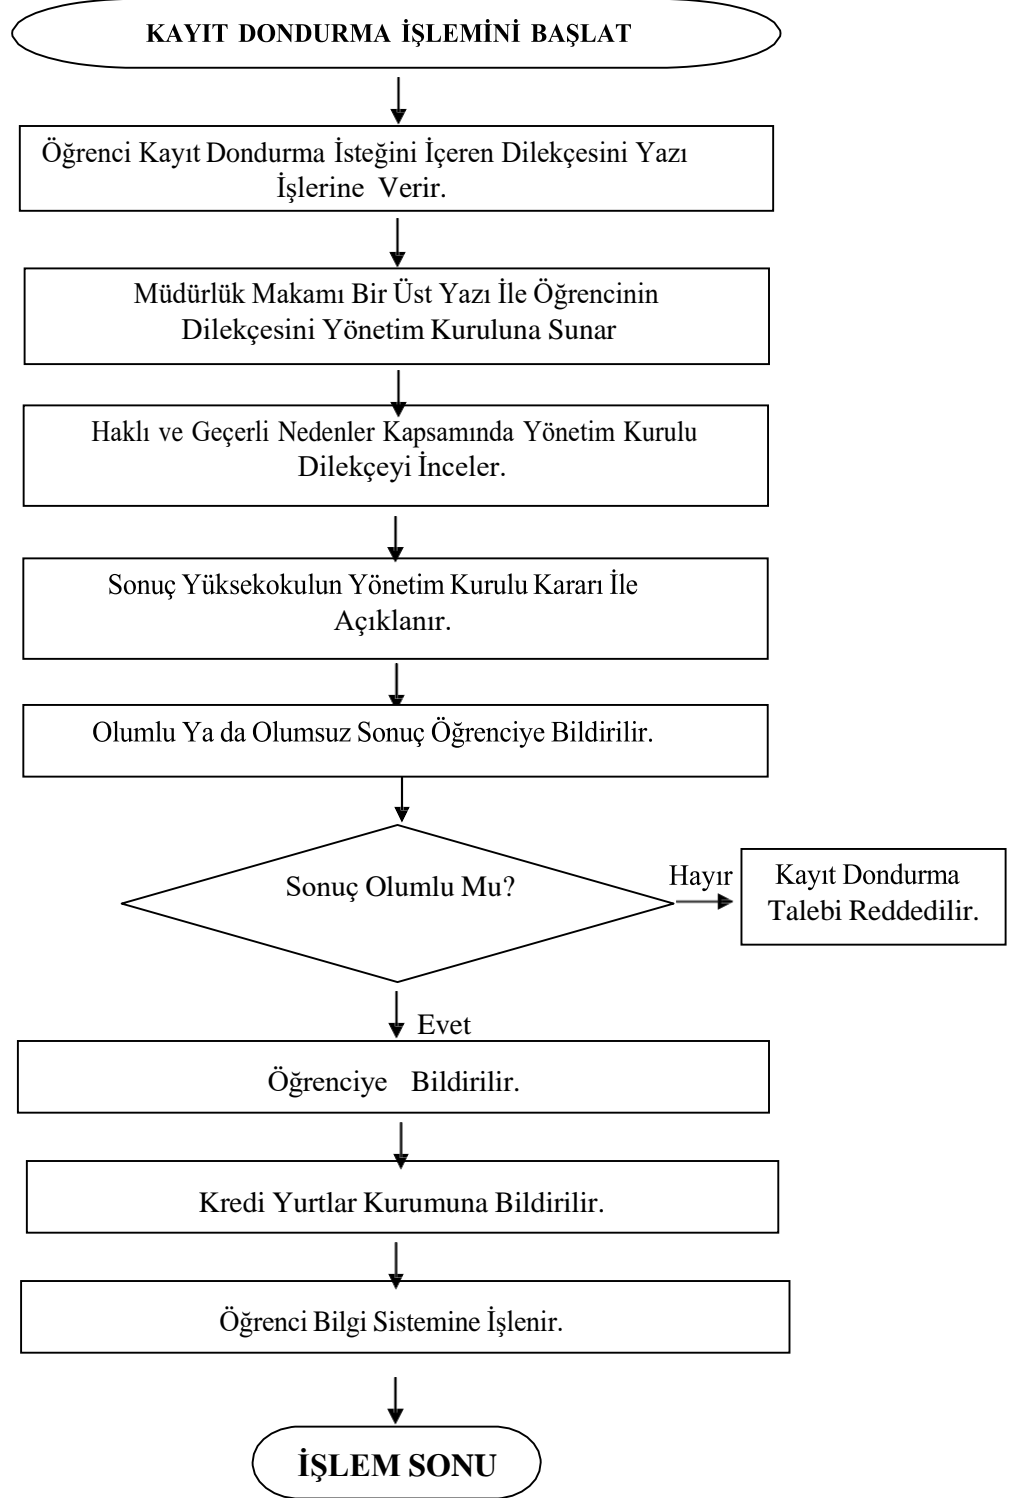 KAYIT DONDURMA İŞLEMİNİ BAŞLAT
Öğrenci Kayıt Dondurma İsteğini İçeren Dilekçesini Yazı
İşlerine Verir.
Müdürlük Makamı Bir Üst Yazı İle Öğrencinin
Dilekçesini Yönetim Kuruluna Sunar
Haklı ve Geçerli Nedenler Kapsamında Yönetim Kurulu
Dilekçeyi İnceler.
Sonuç Yüksekokulun Yönetim Kurulu Kararı İle
Açıklanır.
Olumlu Ya da Olumsuz Sonuç Öğrenciye Bildirilir.
Sonuç Olumlu Mu?
Hayır
Kayıt Dondurma
Talebi Reddedilir.
Evet
Öğrenciye Bildirilir.
Kredi Yurtlar Kurumuna Bildirilir.
Öğrenci Bilgi Sistemine İşlenir.
İŞLEM SONU